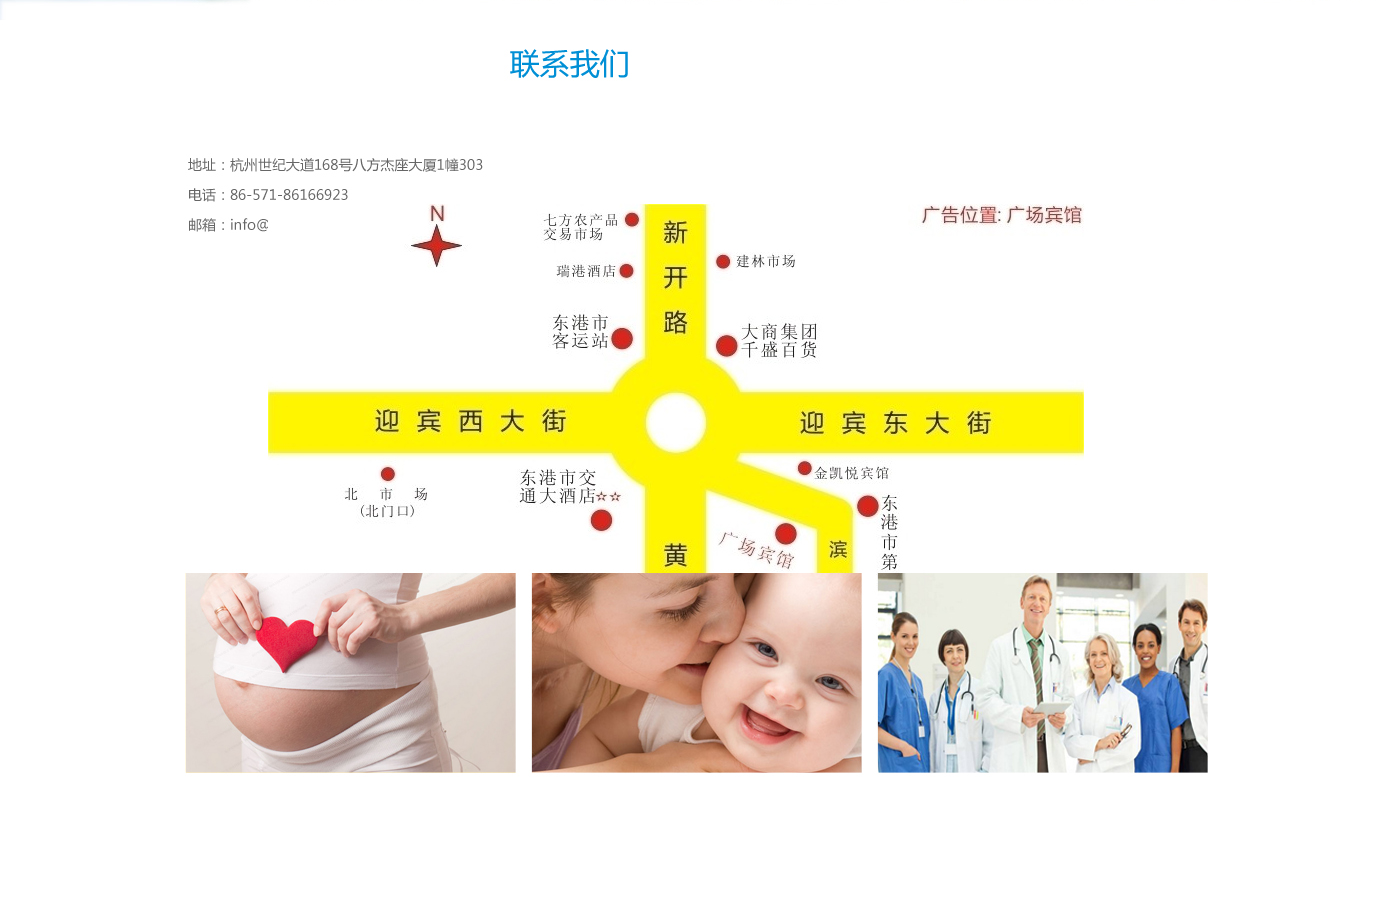 联系我们
地址：杭州世纪大道168号八方杰座大厦1幢303
电话：86-571-86166923
邮箱：info@
N
广告位置: 广场宾馆
七方农产品
交易市场
新开路
建林市场
瑞港酒店
东港市
客运站
大商集团
千盛百货
迎宾西大街
迎宾东大街
北市场
(北门口)
东港市交
通大酒店☆☆
金凯悦宾馆
东港市第
广场宾馆
滨
黄